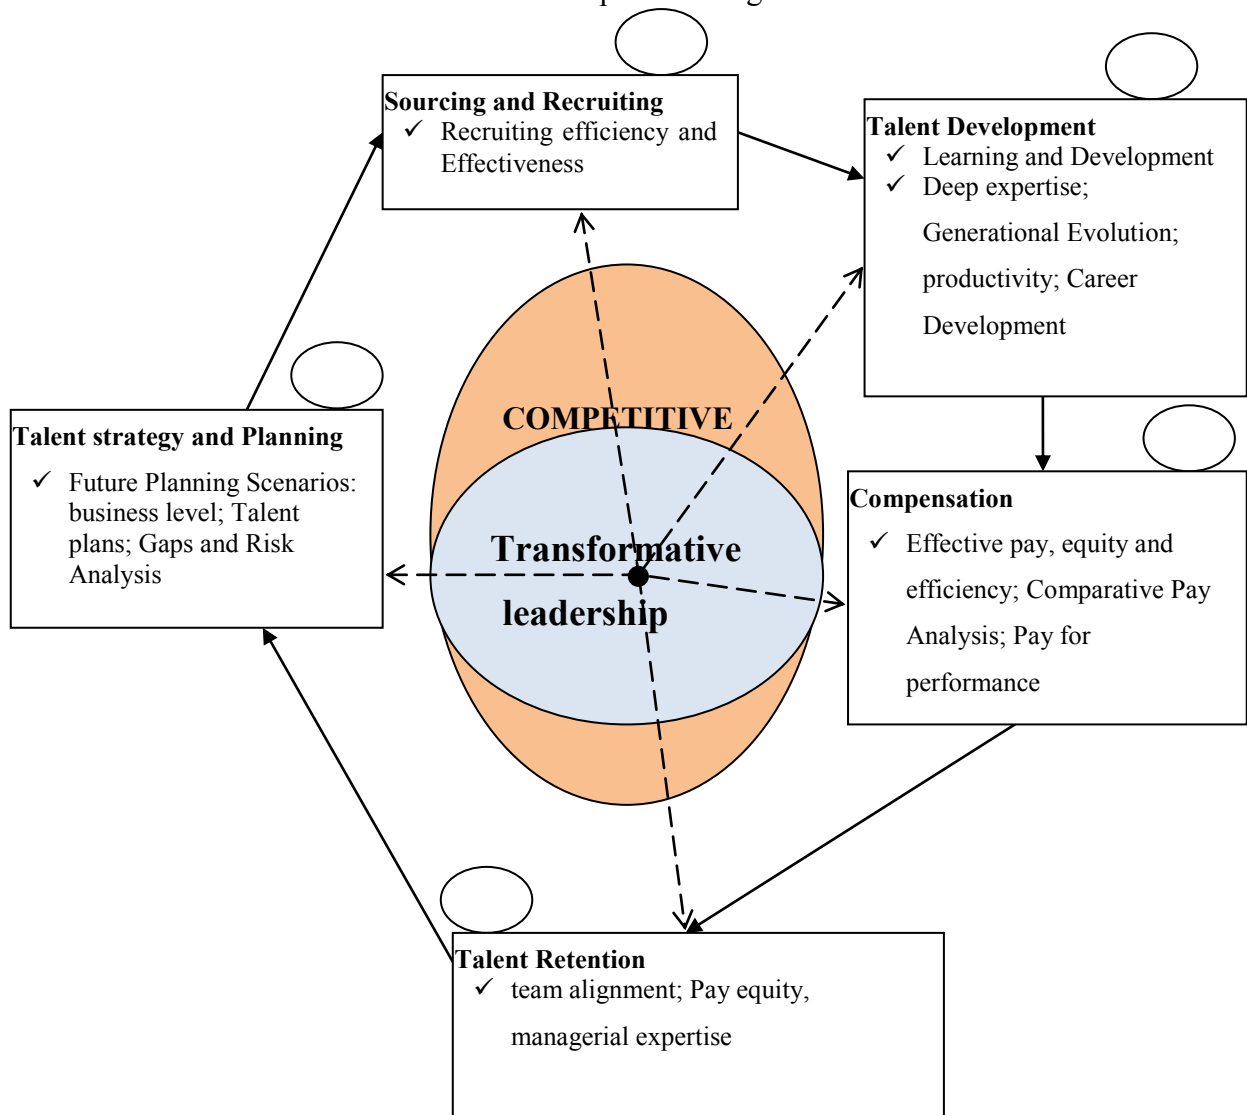 Sourcing and Recruiting
✓ Recruiting efficiency and
Effectiveness
Talent Development
✓ Learning and Development
✓ Deep expertise;
Generational Evolution;
productivity; Career
Development
COMPETITIVE
Talent strategy and Planning
✓ Future Planning Scenarios:
business level; Talent
plans; Gaps and Risk
Analysis
Transformative
leadership
Compensation
✓ Effective pay, equity and
efficiency; Comparative Pay
Analysis; Pay for
performance
Talent Retention
✓ team alignment; Pay equity,
managerial expertise